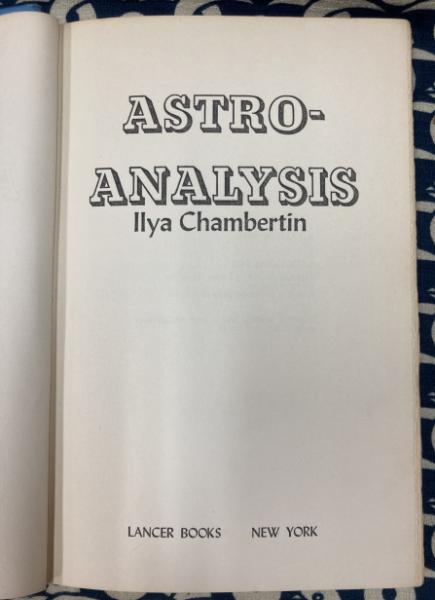 ASTRO-
ANALYSIS
Ilya Chambertin
LANCER BOOKS NEW YORK